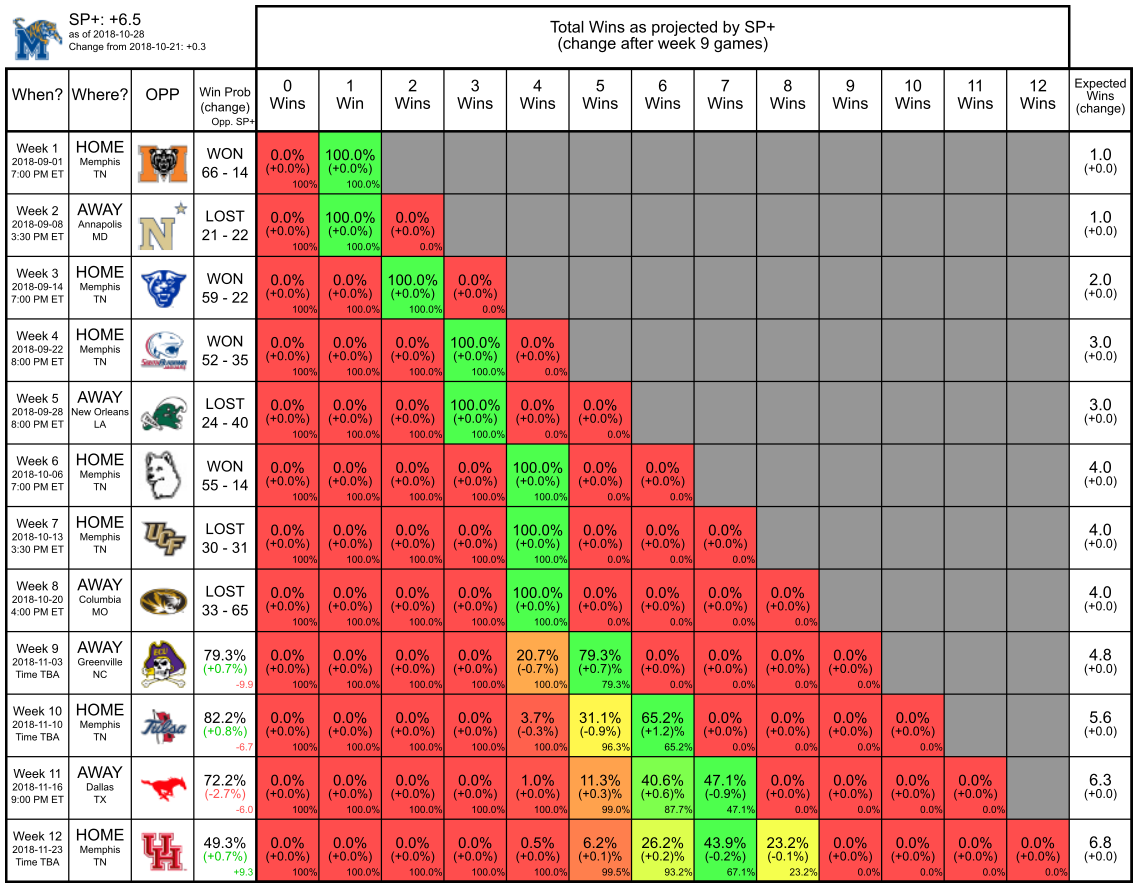 SP+: +6.5
as of 2018-10-28
Change from 2018-10-21: +0.3
Total Wins as projected by SP+
(change after week 9 games)
When? Where? OPP Win Prob (change) Opp. SP+ 0 Wins 1 Win 2 Wins 3 Wins 4 Wins 5 Wins 6 Wins 7 Wins 8 Wins 9 Wins 10 Wins 11 Wins 12 Wins Expected Wins (change)
Week 1 HOME WON 0.0% 100.0% 1.0
2018-09-01 Memphis 66 - 14 (+0.0%) (+0.0%) (+0.0)
7:00 PM ET TN 100% 100.0%
Week 2 AWAY N LOST 0.0% 100.0% 0.0% 1.0
2018-09-08 Annapolis 21 - 22 (+0.0%) (+0.0%) (+0.0%) (+0.0)
3:30 PM ET MD 100% 100.0% 0.0%
Week 3 HOME WON 0.0% 0.0% 100.0% 0.0% 2.0
2018-09-14 Memphis 59 - 22 (+0.0%) (+0.0%) (+0.0%) (+0.0%) (+0.0)
7:00 PM ET TN 100% 100.0% 100.0% 0.0%
Week 4 HOME WON 0.0% 0.0% 0.0% 100.0% 0.0% 3.0
2018-09-22 Memphis 52 - 35 (+0.0%) (+0.0%) (+0.0%) (+0.0%) (+0.0%) (+0.0)
8:00 PM ET TN 100% 100.0% 100.0% 100.0% 0.0%
Week 5 AWAY LOST 0.0% 0.0% 0.0% 100.0% 0.0% 0.0% 3.0
2018-09-28 New Orleans 24 - 40 (+0.0%) (+0.0%) (+0.0%) (+0.0%) (+0.0%) (+0.0%) (+0.0)
8:00 PM ET LA 100% 100.0% 100.0% 100.0% 0.0% 0.0%
Week 6 HOME WON 0.0% 0.0% 0.0% 0.0% 100.0% 0.0% 0.0% 4.0
2018-10-06 Memphis 55 - 14 (+0.0%) (+0.0%) (+0.0%) (+0.0%) (+0.0%) (+0.0%) (+0.0%) (+0.0)
7:00 PM ET TN 100% 100.0% 100.0% 100.0% 100.0% 0.0% 0.0%
Week 7 HOME UCF LOST 0.0% 0.0% 0.0% 0.0% 100.0% 0.0% 0.0% 0.0% 4.0
2018-10-13 Memphis 30 - 31 (+0.0%) (+0.0%) (+0.0%) (+0.0%) (+0.0%) (+0.0%) (+0.0%) (+0.0%) (+0.0)
3:30 PM ET TN 100% 100.0% 100.0% 100.0% 100.0% 0.0% 0.0% 0.0%
Week 8 AWAY LOST 0.0% 0.0% 0.0% 0.0% 100.0% 0.0% 0.0% 0.0% 0.0% 4.0
2018-10-20 Columbia 33 - 65 (+0.0%) (+0.0%) (+0.0%) (+0.0%) (+0.0%) (+0.0%) (+0.0%) (+0.0%) (+0.0%) (+0.0)
4:00 PM ET MO 100% 100.0% 100.0% 100.0% 100.0% 0.0% 0.0% 0.0% 0.0%
Week 9 AWAY ECU 79.3% 0.0% 0.0% 0.0% 0.0% 20.7% 79.3% 0.0% 0.0% 0.0% 0.0% 4.8
2018-11-03 Greenville (+0.7%) (+0.0%) (+0.0%) (+0.0%) (+0.0%) (-0.7%) (+0.7)% (+0.0%) (+0.0%) (+0.0%) (+0.0%) (+0.0)
Time TBA NC -9.9 100% 100.0% 100.0% 100.0% 100.0% 79.3% 0.0% 0.0% 0.0% 0.0%
Week 10 HOME Tulsa 82.2% 0.0% 0.0% 0.0% 0.0% 3.7% 31.1% 65.2% 0.0% 0.0% 0.0% 0.0% 5.6
2018-11-10 Memphis (+0.8%) (+0.0%) (+0.0%) (+0.0%) (+0.0%) (-0.3%) (-0.9%) (+1.2)% (+0.0%) (+0.0%) (+0.0%) (+0.0%) (+0.0)
Time TBA TN -6.7 100% 100.0% 100.0% 100.0% 100.0% 96.3% 65.2% 0.0% 0.0% 0.0% 0.0%
Week 11 AWAY 72.2% 0.0% 0.0% 0.0% 0.0% 1.0% 11.3% 40.6% 47.1% 0.0% 0.0% 0.0% 0.0% 6.3
2018-11-16 Dallas (-2.7%) (+0.0%) (+0.0%) (+0.0%) (+0.0%) (+0.0%) (+0.3)% (+0.6)% (-0.9%) (+0.0%) (+0.0%) (+0.0%) (+0.0%) (+0.0)
9:00 PM ET TX -6.0 100% 100.0% 100.0% 100.0% 100.0% 99.0% 87.7% 47.1% 0.0% 0.0% 0.0% 0.0%
Week 12 HOME UH 49.3% 0.0% 0.0% 0.0% 0.0% 0.5% 6.2% 26.2% 43.9% 23.2% 0.0% 0.0% 0.0% 0.0% 6.8
2018-11-23 Memphis (+0.7%) (+0.0%) (+0.0%) (+0.0%) (+0.0%) (+0.0%) (+0.1)% (+0.2)% (-0.2%) (-0.1%) (+0.0%) (+0.0%) (+0.0%) (+0.0%) (+0.0)
Time TBA TN +9.3 100% 100.0% 100.0% 100.0% 100.0% 99.5% 93.2% 67.1% 23.2% 0.0% 0.0% 0.0% 0.0%